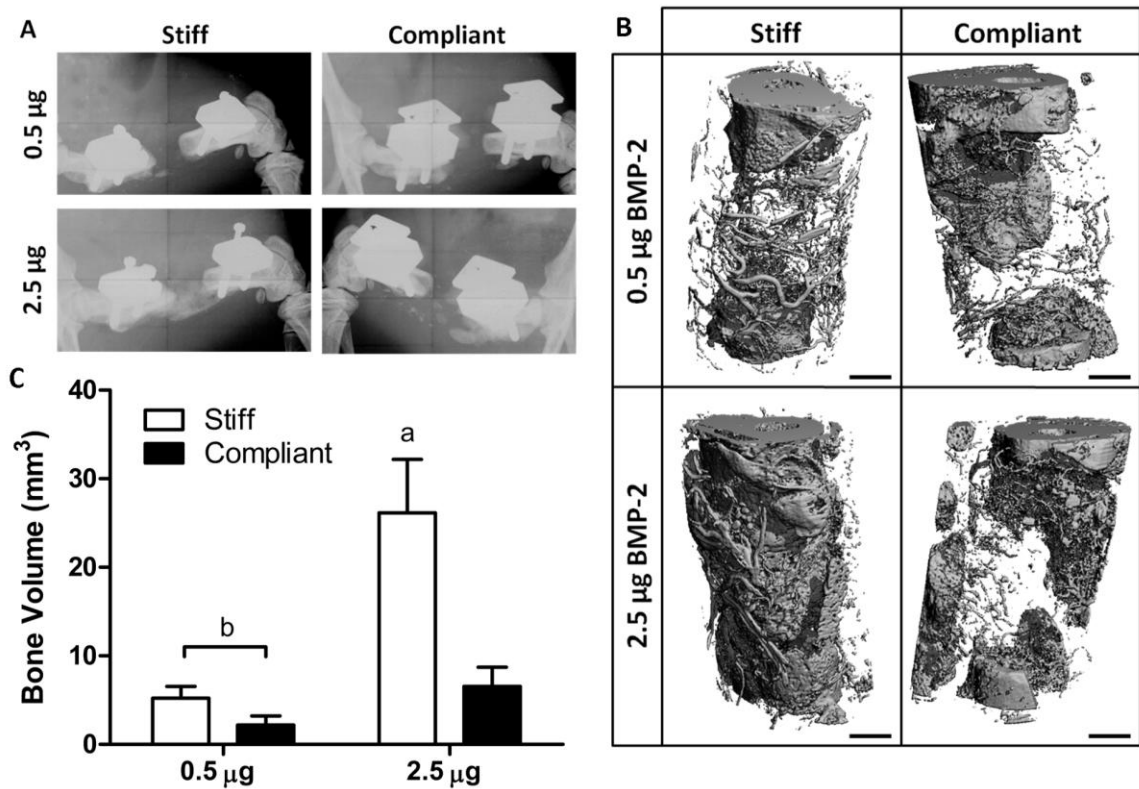 A
Stiff
Compliant
0.5 µg
2.5 µg
B
Stiff
Compliant
0.5 µg BMP-2
2.5 µg BMP-2
C
Bone Volume (mm³)
40
30
20
10
0
Stiff
Compliant
b
a
0.5 µg
2.5 µg